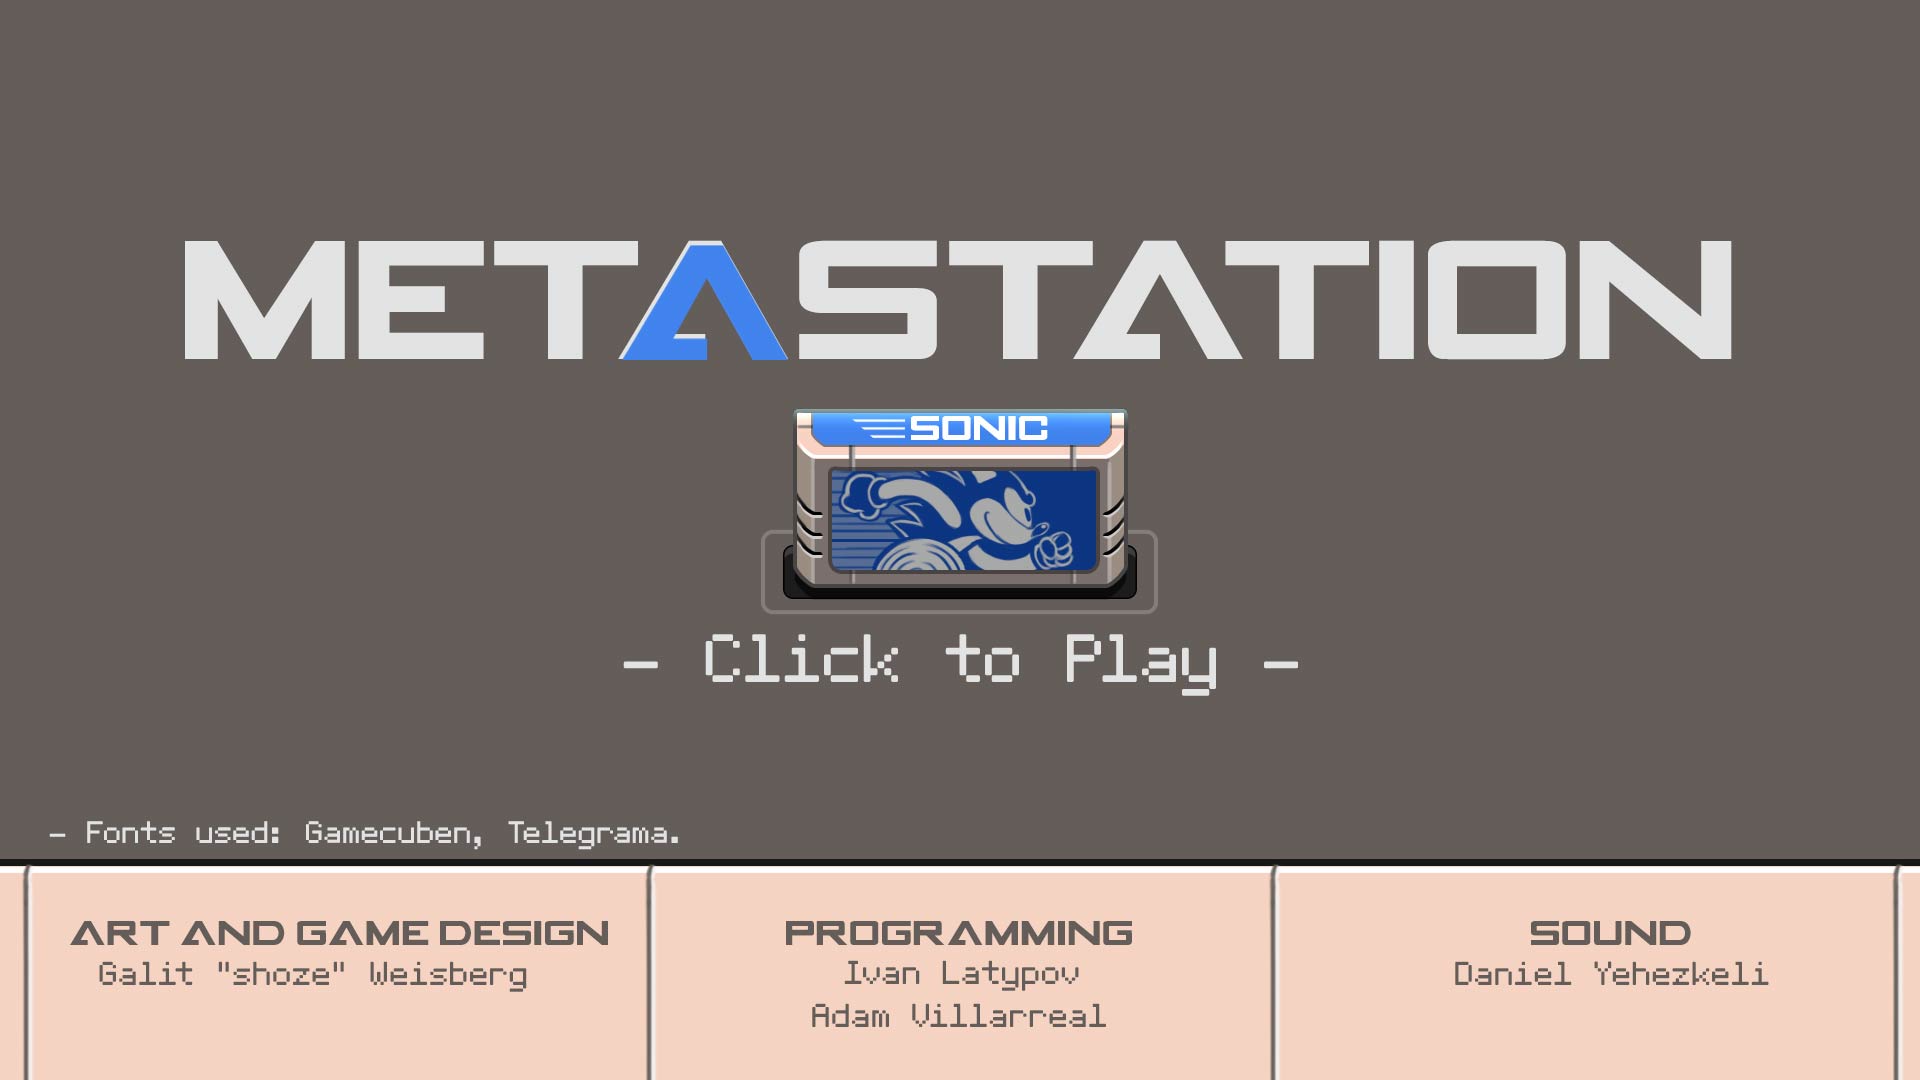 METASTATION
SONIC
- Click to Play -
- Fonts used: Gamecuben, Telegrama.
ART AND GAME DESIGN
Galit "shoze" Weisberg
PROGRAMMING
Ivan Latypov
Adam Villarreal
SOUND
Daniel Yehezkeli